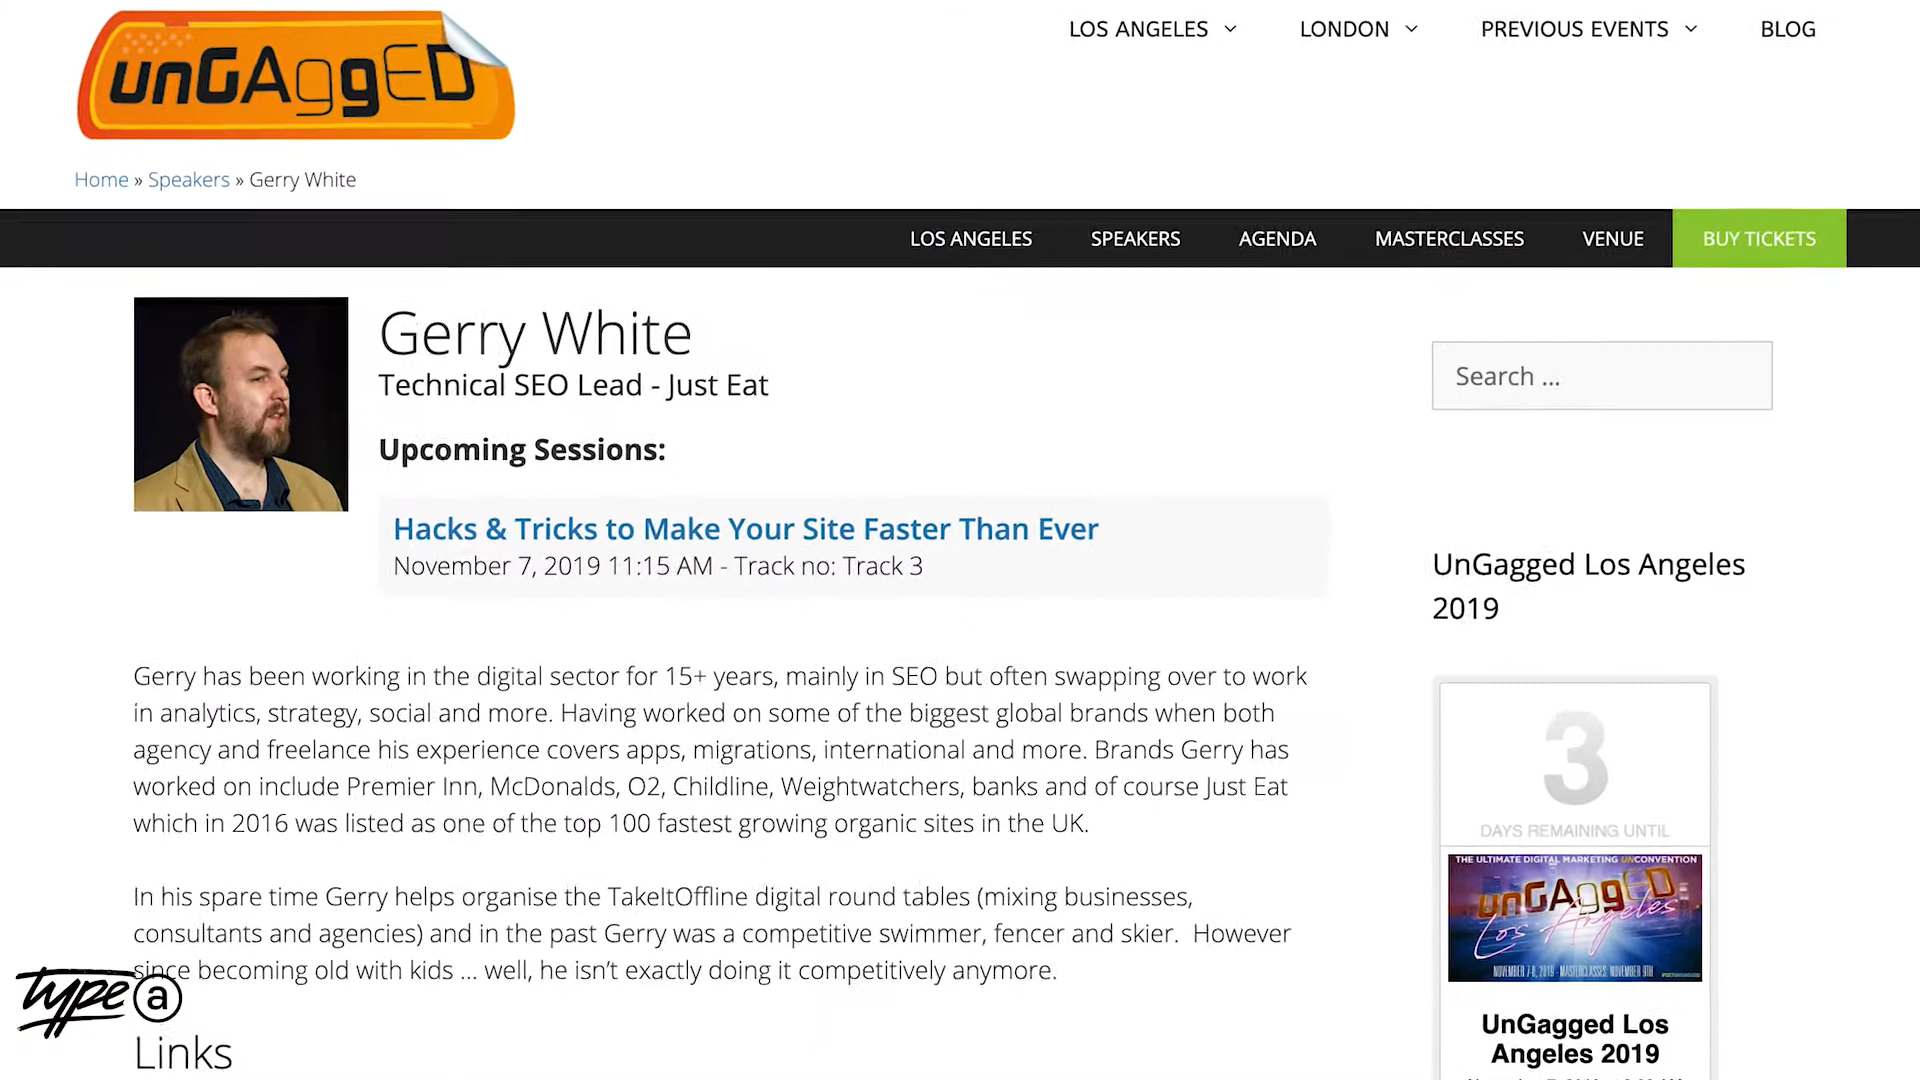 unGAggED
LOS ANGELES
LONDON
PREVIOUS EVENTS
BLOG
Home » Speakers » Gerry White
LOS ANGELES
SPEAKERS
AGENDA
MASTERCLASSES
VENUE
BUY TICKETS
Gerry White
Technical SEO Lead - Just Eat
Upcoming Sessions:
Hacks & Tricks to Make Your Site Faster Than Ever
November 7, 2019 11:15 AM - Track no: Track 3
Gerry has been working in the digital sector for 15+ years, mainly in SEO but often swapping over to work
in analytics, strategy, social and more. Having worked on some of the biggest global brands when both
agency and freelance his experience covers apps, migrations, international and more. Brands Gerry has
worked on include Premier Inn, McDonalds, O2, Childline, Weightwatchers, banks and of course Just Eat
which in 2016 was listed as one of the top 100 fastest growing organic sites in the UK.
In his spare time Gerry helps organise the TakeItOffline digital round tables (mixing businesses,
consultants and agencies) and in the past Gerry was a competitive swimmer, fencer and skier. However
since becoming old with kids ... well, he isn't exactly doing it competitively anymore.
type a
Links
Search ...
UnGagged Los Angeles
2019
3
DAYS REMAINING UNTIL
THE ULTIMATE DIGITAL MARKETING UNCONVENTION
unGAggED
Los Angeles
NOVEMBER 7-8, 2019 - MASTERCLASSES: NOVEMBER 9TH
UnGagged Los
Angeles 2019